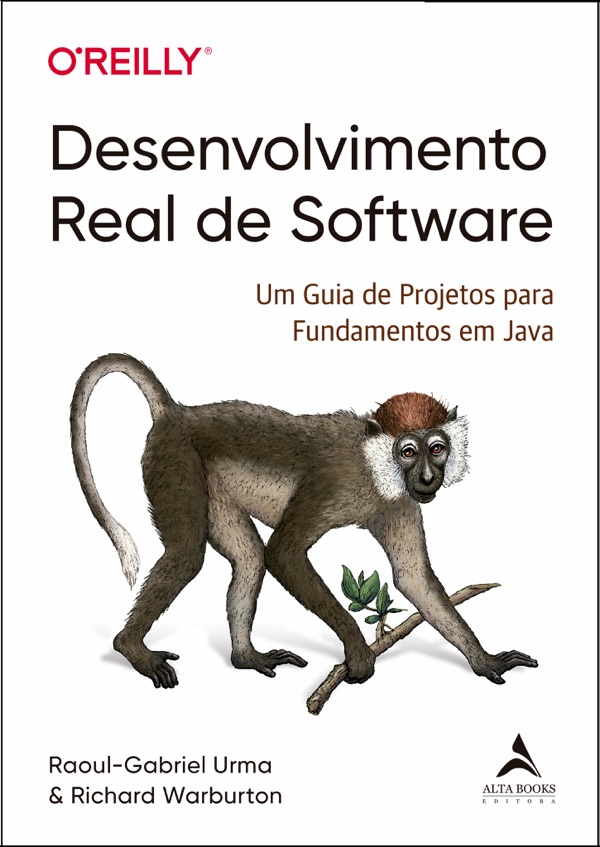 O'REILLY®
Desenvolvimento
Real de Software
Um Guia de Projetos para
Fundamentos em Java
Raoul-Gabriel Urma
& Richard Warburton
ALTA BOOKS
EDITORA